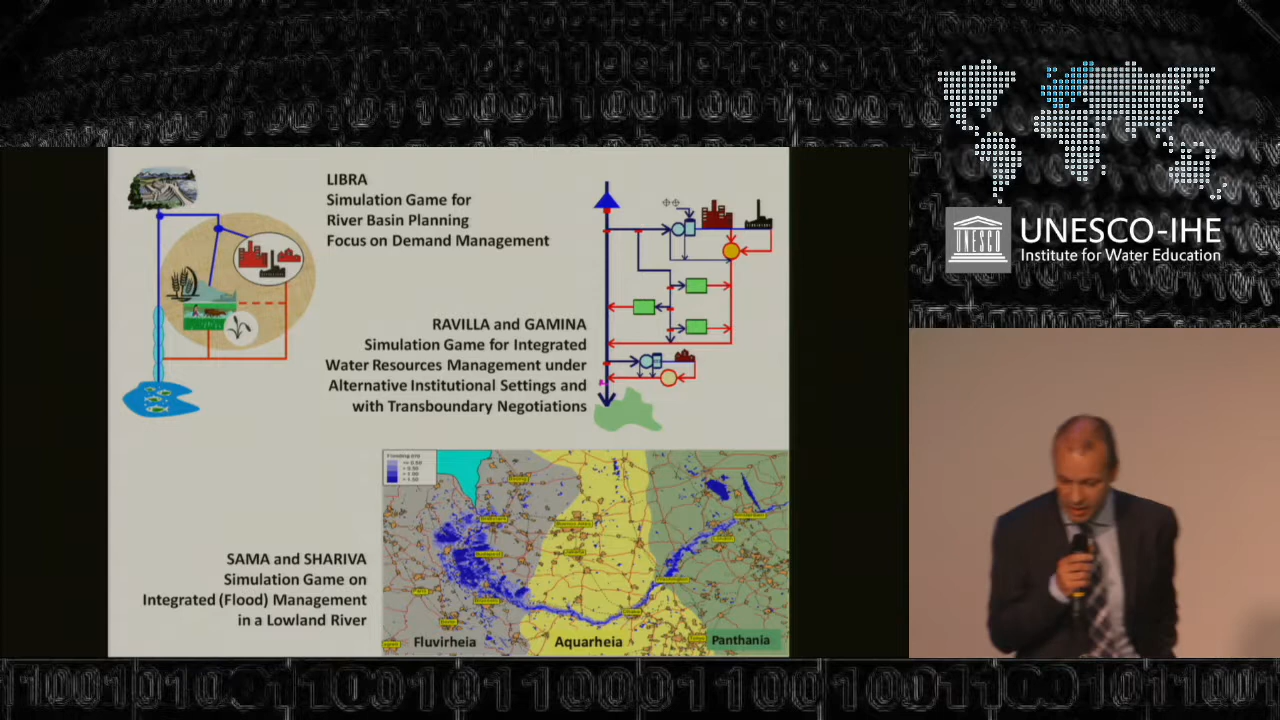 LIBRA
Simulation Game for
River Basin Planning
Focus on Demand Management
RAVILLA and GAMINA
Simulation Game for Integrated
Water Resources Management under
Alternative Institutional Settings and
with Transboundary Negotiations
SAMA and SHARIVA
Simulation Game on
Integrated (Flood) Management
in a Lowland River
Fluvirheia
Aquarheia
Panthania
UNESCO
UNESCO-IHE
Institute for Water Education